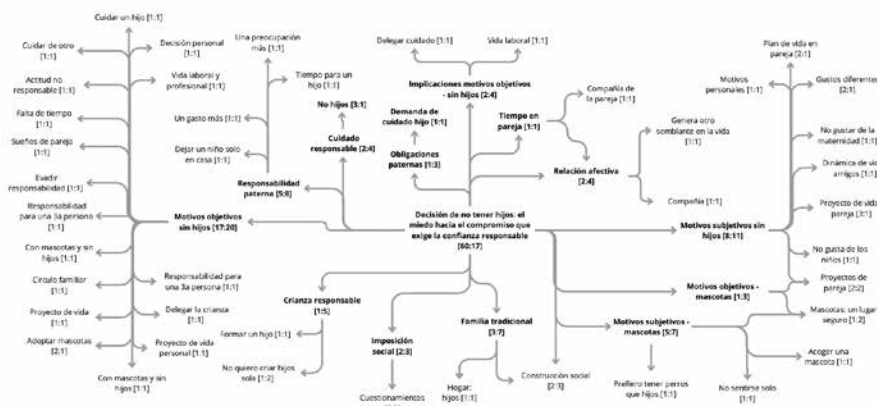 Cuidar un hijo [1:1]
Cuidar de otro
[1:1]
Decisión personal
[1:1]
Actitud no
responsable [1:1]
Vida laboral y
profesional [1:1]
Falta de tiempo
[1:1]
Sueños de pareja
[1:1]
Evadir
responsabilidad [1:1]
Responsabilidad
para una 3a persona
[1:1]
Motivos objetivos
sin hijos [17:20]
Con mascotas y sin
hijos [1:1]
Circulo familiar
[1:1]
Responsabilidad para
una 3a persona [1:1]
Proyecto de vida
[1:1]
Delegar la crianza
[1:1]
Adoptar mascotas
[2:1]
Proyecto de vida
personal [1:1]
Con mascotas y sin
hijos [1:1]
Una preocupación
más [1:1]
Tiempo para un
hijo [1:1]
Un gasto más [1:1]
Dejar un niño solo
en casa [1:1]
Responsabilidad
paterna [5:8]
No hijos [3:1]
Cuidado
responsable [2:4]
Delegar cuidado [1:1]
Vida laboral [1:1]
Implicaciones motivos objetivos
- sin hijos [2:4]
Demanda de
cuidado hijo [1:1]
Obligaciones
paternas [1:3]
Tiempo en
pareja [1:1]
Compañía de
la pareja [1:1]
Relación afectiva
[2:4]
Genera otro
semblante en la vida
[1:1]
Compañía [1:1]
Decisión de no tener hijos: el
miedo hacia el compromiso que
exige la confianza responsable
[60:17]
Crianza responsable
[1:5]
Formar un hijo [1:1]
No quiero criar hijos
sola [1:2]
Imposición
social [2:3]
Cuestionamientos
Familia tradicional
[3:7]
Hogar:
hijos [1:1]
Construcción social
[2:3]
Plan de vida en
pareja [2:1]
Motivos
personales [1:1]
Gustos diferentes
[2:1]
No gustar de la
maternidad [1:1]
Dinámica de vida
amigos [1:1]
Proyecto de vida
pareja [3:1]
Motivos subjetivos sin
hijos [8:11]
No gusta de los
niños [1:1]
Proyectos de
pareja [2:2]
Motivos objetivos -
mascotas [1:3]
Mascotas: un lugar
seguro [1:2]
Motivos subjetivos -
mascotas [5:7]
Acoger una
mascota [1:1]
Prefiero tener perros
que hijos [1:1]
No sentirse solo
[1:1]